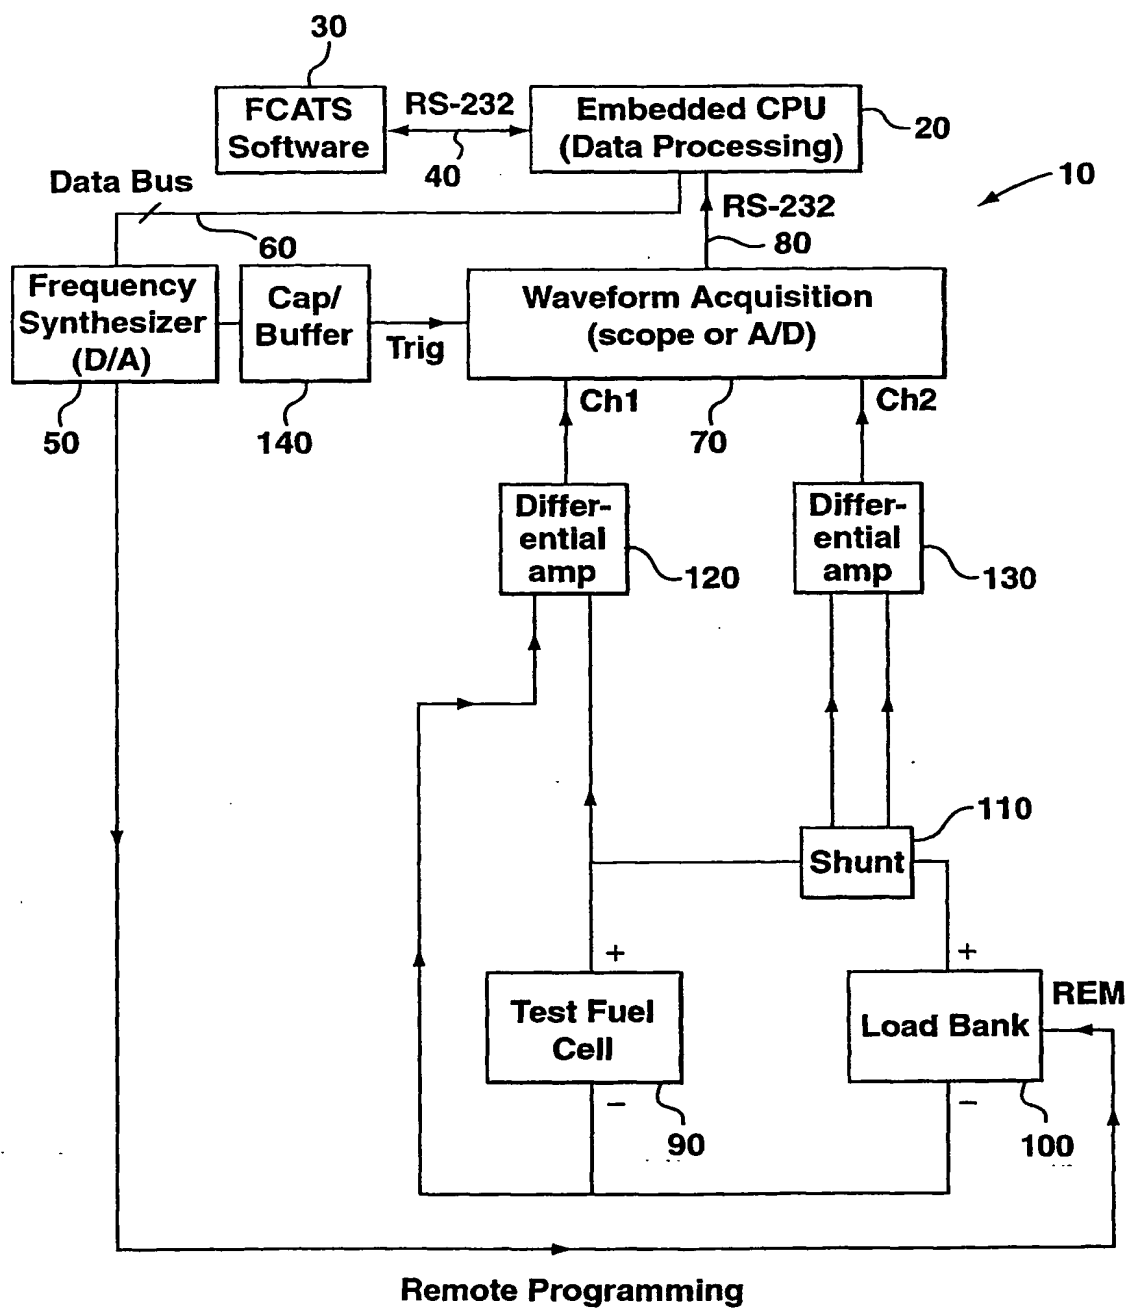 30
FCATS
Software
RS-232
40
Embedded CPU
(Data Processing)
20
10
Data Bus
60
RS-232
80
Frequency
Synthesizer
(D/A)
50
Cap/
Buffer
140
Trig
Waveform Acquisition
(scope or A/D)
70
Ch1
Ch2
Differ-
ential
amp
120
Differ-
ential
amp
130
110
Shunt
+
+
Test Fuel
Cell
90
Load Bank
REM
100
−
−
Remote Programming